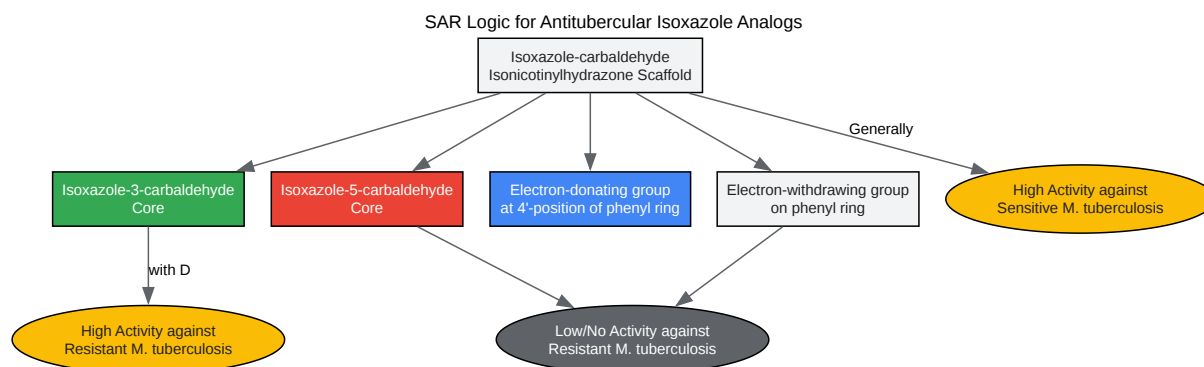 SAR Logic for Antitubercular Isoxazole Analogs
Isoxazole-carbaldehyde
Isonicotinylhydrazone Scaffold
Generally
Isoxazole-3-carbaldehyde
Core
Isoxazole-5-carbaldehyde
Core
Electron-donating group
at 4'-position of phenyl ring
Electron-withdrawing group
on phenyl ring
High Activity against
Sensitive M. tuberculosis
with D
High Activity against
Resistant M. tuberculosis
Low/No Activity against
Resistant M. tuberculosis